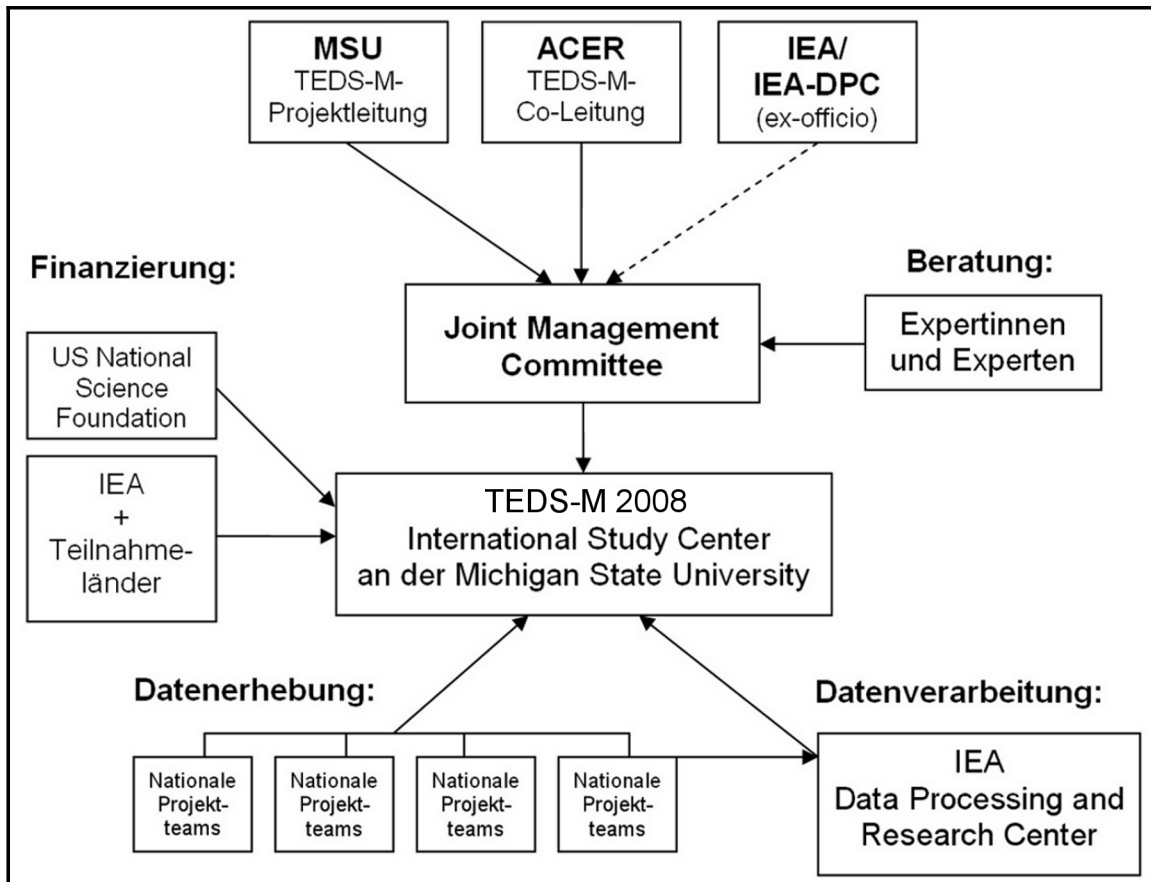 MSU
TEDS-M-
Projektleitung
ACER
TEDS-M-
Co-Leitung
IEA/
IEA-DPC
(ex-officio)
Finanzierung:
Beratung:
Joint Management
Committee
Expertinnen
und Experten
US National
Science
Foundation
IEA
+
Teilnahme-
länder
TEDS-M 2008
International Study Center
an der Michigan State University
Datenerhebung:
Datenverarbeitung:
Nationale
Projekt-
teams
Nationale
Projekt-
teams
Nationale
Projekt-
teams
Nationale
Projekt-
teams
IEA
Data Processing and
Research Center